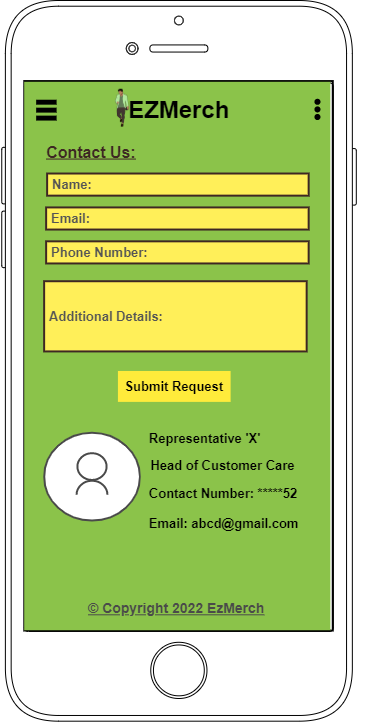 EZMerch
Contact Us:
Name:
Email:
Phone Number:
Additional Details:
Submit Request
Representative 'X'
Head of Customer Care
Contact Number: *****52
Email: abcd@gmail.com
© Copyright 2022 EzMerch